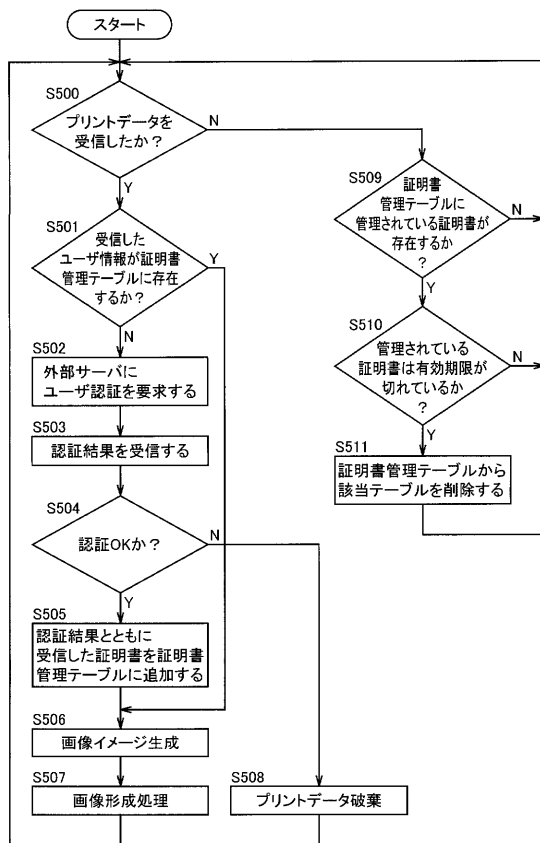 スタート
S500
プリントデータを
受信したか？
N
Y
S501
受信した
ユーザ情報が証明書
管理テーブルに存在
するか？
Y
N
S502
外部サーバに
ユーザ認証を要求する
S503
認証結果を受信する
S504
認証OKか？
N
Y
S505
認証結果とともに
受信した証明書を証明書
管理テーブルに追加する
S506
画像イメージ生成
S507
画像形成処理
S508
プリントデータ破棄
S509
証明書
管理テーブルに
管理されている証明書が
存在するか
？
N
Y
S510
管理されている
証明書は有効期限が
切れているか
？
N
Y
S511
証明書管理テーブルから
該当テーブルを削除する